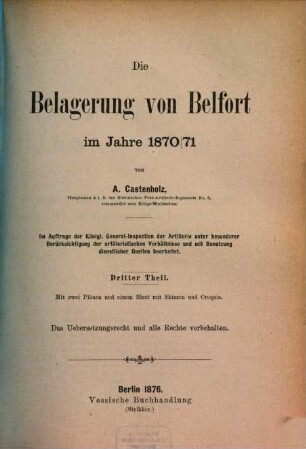 Die
Belagerung von Belfort
im Jahre 1870/71
von
A. Castenholz,
Hauptmann à l. s. des Fuss-Artillerie-Regiments No. 8,
commandirt zum Kriegs-Ministerium.
Im Auftrage der Königl. General-Inspection der Artillerie unter besonderer
Berücksichtigung der artilleristischen Verhältnisse und mit Benutzung
dienstlicher Quellen bearbeitet.
Dritter Theil.
Mit zwei Plänen und einem Blatt mit Skizzen und Croquis.
Das Uebersetzungsrecht und alle Rechte vorbehalten.
Berlin 1876.
Vossische Buchhandlung
(Strikker.)